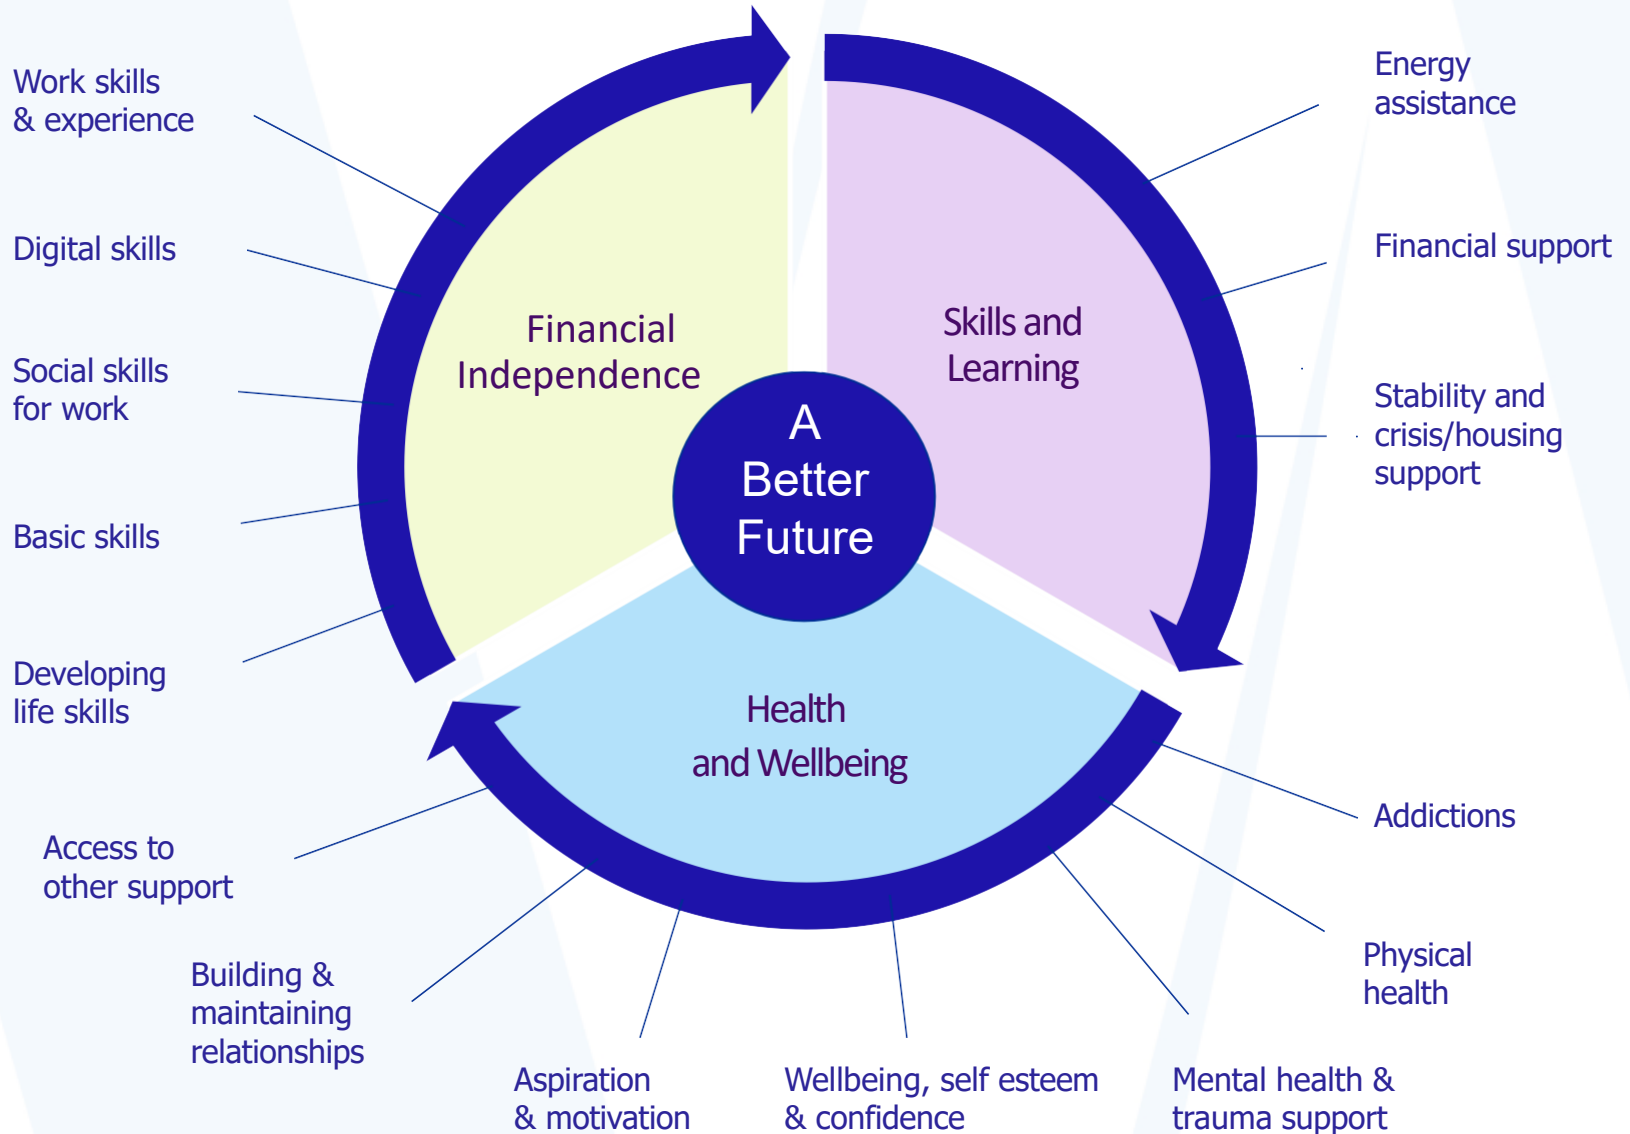 Work skills
& experience
Digital skills
Social skills
for work
Basic skills
Developing
life skills
Access to
other support
Building &
maintaining
relationships
Aspiration
& motivation
Wellbeing, self esteem
& confidence
Mental health &
trauma support
Physical
health
Addictions
Stability and
crisis/housing
support
Financial support
Energy
assistance
Financial
Independence
Skills and
Learning
Health
and Wellbeing
A
Better
Future